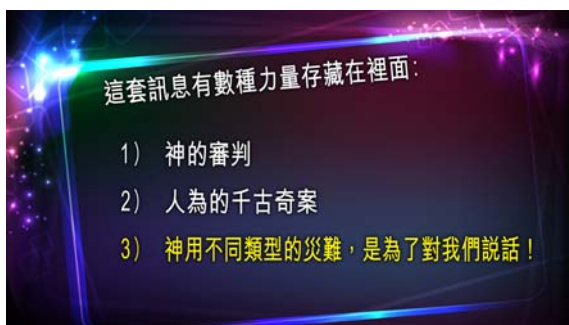 這套訊息有數種力量存藏在裡面:
1) 神的審判
2) 人為的千古奇案
3) 神用不同類型的災難，是為了對我們説話！